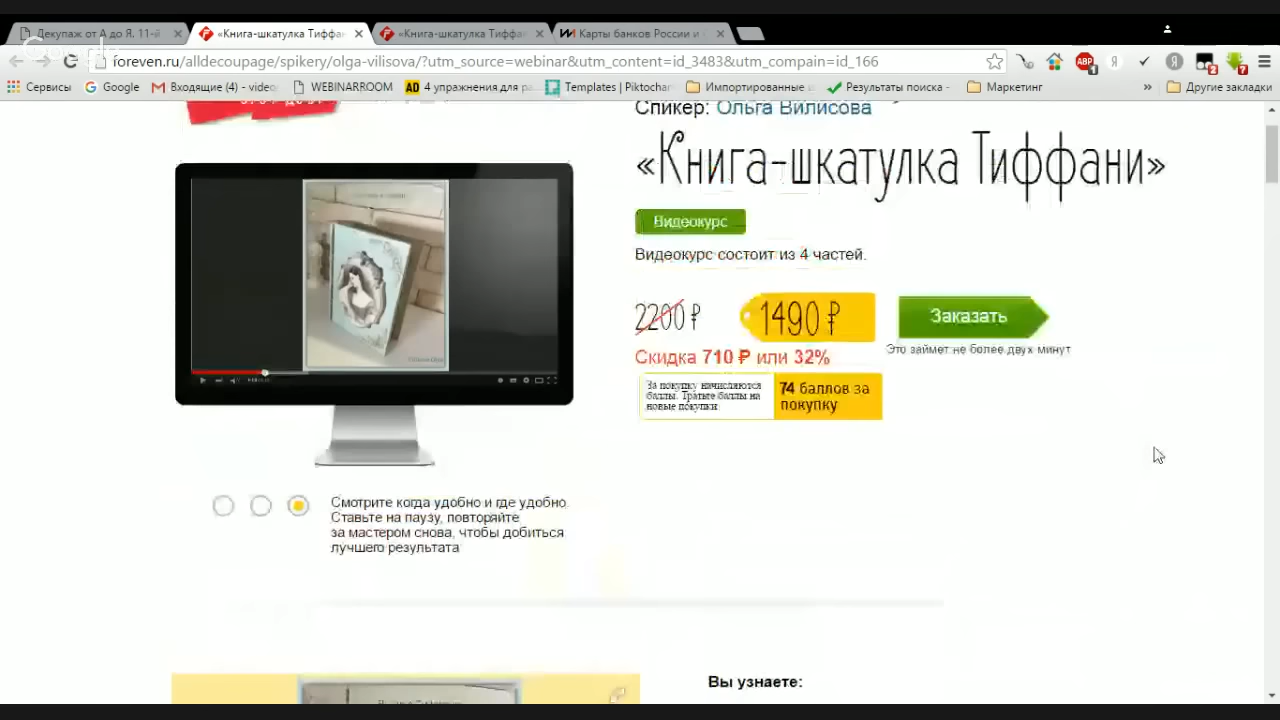 Декупаж от А до Я. 11-й
«Книга-шкатулка Тиффа
«Книга-шкатулка Тиффа
Карты банков России и
foreven.ru/alldecoupage/spikery/olga-vilisova/?utm_source=webinar&utm_content=id_3483&utm_compain=id_166
Сервисы
Google
Входящие (4) - video
WEBINARROOM
4 упражнения для ра
Templates | Piktochar
Импортированные
Результаты поиска -
Маркетинг
»
Другие закладки
Спикер: Ольга Вилисова
«Книга-шкатулка Тиффани»
Видеокурс
Видеокурс состоит из 4 частей.
2200 ₽
1490 ₽
Заказать
Это займет не более двух минут
Скидка 710 ₽ или 32%
За покупку начисляются
баллы. Тратьте баллы на
новые покупки
74 баллов за
покупку
Смотрите когда удобно и где удобно.
Ставьте на паузу, повторяйте
за мастером снова, чтобы добиться
лучшего результата
Вы узнаете: